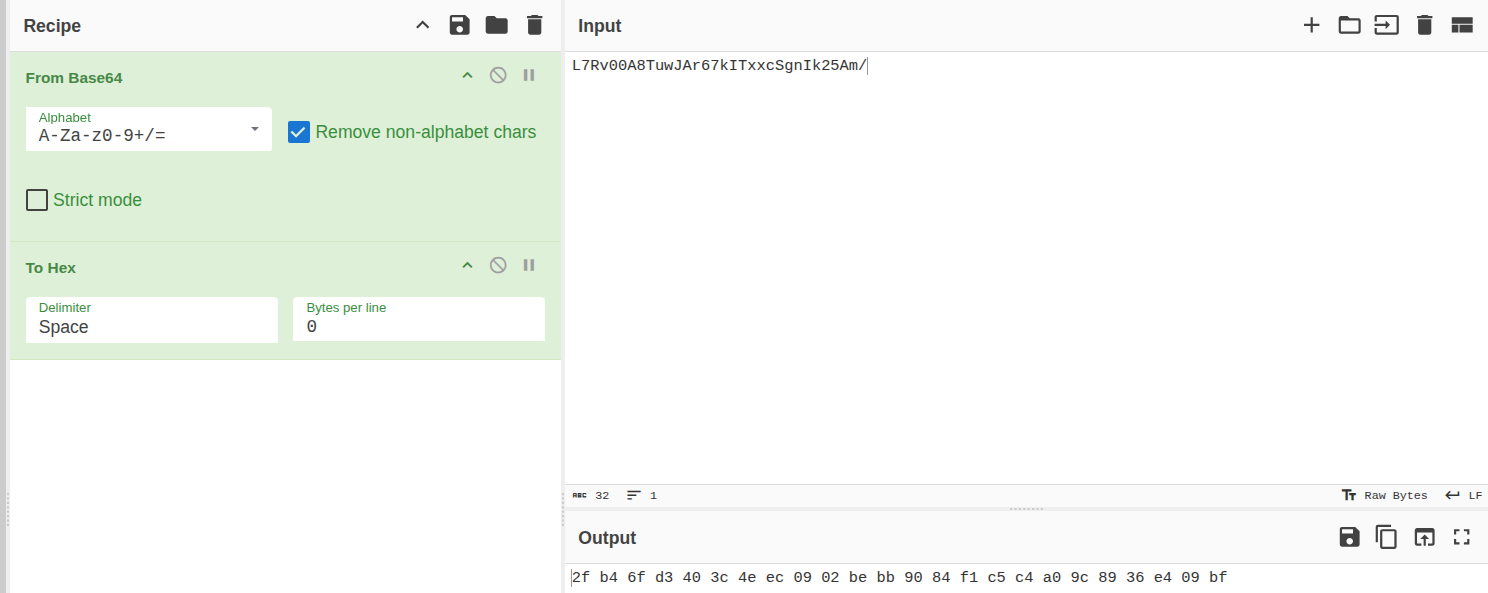 Recipe
From Base64
Alphabet
A-Za-z0-9+/=
Remove non-alphabet chars
Strict mode
To Hex
Delimiter
Space
Bytes per line
0
Input
L7Rv00A8TuwJAr67kITxxcSgnIk25Am/
ABC 32 1 Raw Bytes LF
Output
2f b4 6f d3 40 3c 4e ec 09 02 be bb 90 84 f1 c5 c4 a0 9c 89 36 e4 09 bf